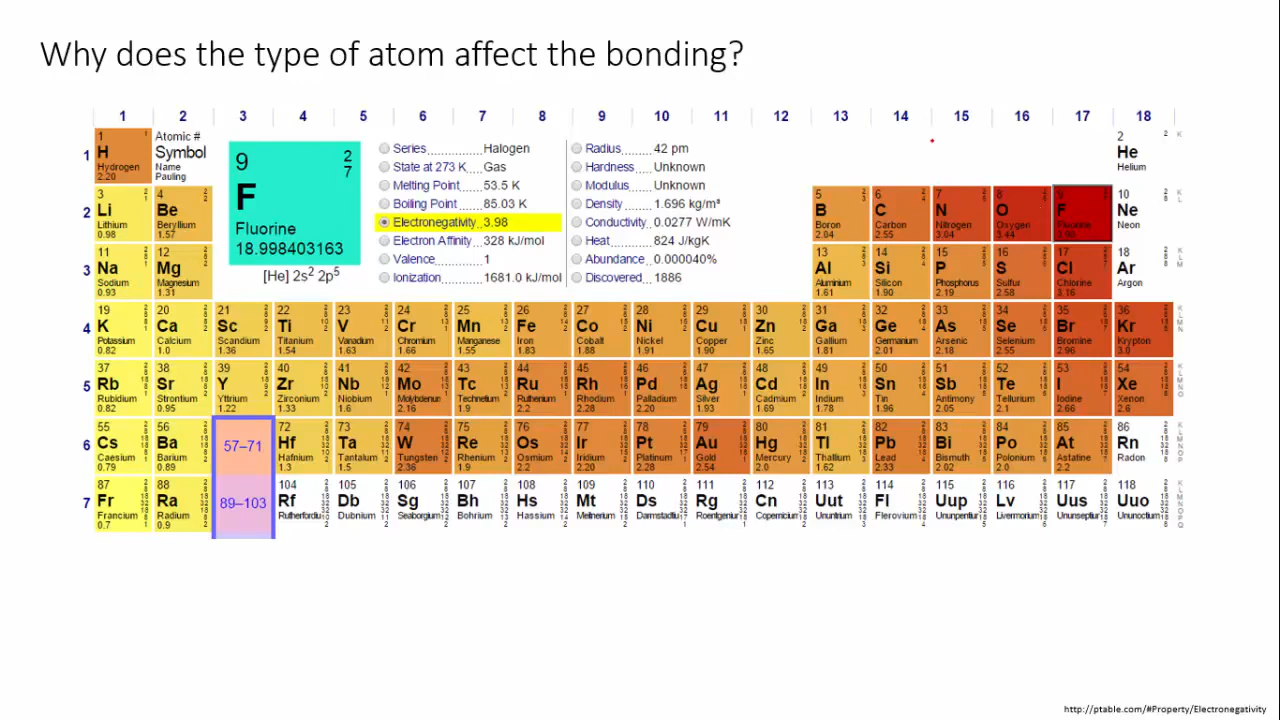 Why does the type of atom affect the bonding?
1 2 3 4 5 6 7 8 9 10 11 12 13 14 15 16 17 18
1
1 H Hydrogen 2.20
Atomic # Symbol Name Pauling
9 F Fluorine 18.998403163
2 7
[He] 2s² 2p⁵
Series Halogen
State at 273 K Gas
Melting Point 53.5 K
Boiling Point 85.03 K
Electronegativity 3.98
Electron Affinity 328 kJ/mol
Valence 1
Ionization 1681.0 kJ/mol
Radius 42 pm
Hardness Unknown
Modulus Unknown
Density 1.696 kg/m³
Conductivity 0.0277 W/mK
Heat 824 J/kgK
Abundance 0.000040%
Discovered 1886
2 He Helium
2
3 Li Lithium 0.98
4 Be Beryllium 1.57
5 B Boron 2.04
6 C Carbon 2.55
7 N Nitrogen 3.04
8 O Oxygen 3.44
9 F Fluorine 3.98
10 Ne Neon
3
11 Na Sodium 0.93
12 Mg Magnesium 1.31
13 Al Aluminium 1.61
14 Si Silicon 1.90
15 P Phosphorus 2.19
16 S Sulfur 2.58
17 Cl Chlorine 3.16
18 Ar Argon
4
19 K Potassium 0.82
20 Ca Calcium 1.0
21 Sc Scandium 1.36
22 Ti Titanium 1.54
23 V Vanadium 1.63
24 Cr Chromium 1.66
25 Mn Manganese 1.55
26 Fe Iron 1.83
27 Co Cobalt 1.88
28 Ni Nickel 1.91
29 Cu Copper 1.90
30 Zn Zinc 1.65
31 Ga Gallium 1.81
32 Ge Germanium 2.01
33 As Arsenic 2.18
34 Se Selenium 2.55
35 Br Bromine 2.96
36 Kr Krypton 3.0
5
37 Rb Rubidium 0.82
38 Sr Strontium 0.95
39 Y Yttrium 1.22
40 Zr Zirconium 1.33
41 Nb Niobium 1.6
42 Mo Molybdenum 2.16
43 Tc Technetium 1.9
44 Ru Ruthenium 2.2
45 Rh Rhodium 2.28
46 Pd Palladium 2.20
47 Ag Silver 1.93
48 Cd Cadmium 1.69
49 In Indium 1.78
50 Sn Tin 1.96
51 Sb Antimony 2.05
52 Te Tellurium 2.1
53 I Iodine 2.66
54 Xe Xenon 2.6
6
55 Cs Caesium 0.79
56 Ba Barium 0.89
57–71
72 Hf Hafnium 1.3
73 Ta Tantalum 1.5
74 W Tungsten 2.36
75 Re Rhenium 1.9
76 Os Osmium 2.2
77 Ir Iridium 2.20
78 Pt Platinum 2.28
79 Au Gold 2.54
80 Hg Mercury 2.0
81 Tl Thallium 1.62
82 Pb Lead 2.33
83 Bi Bismuth 2.02
84 Po Polonium 2.0
85 At Astatine 2.2
86 Rn Radon
7
87 Fr Francium 0.7
88 Ra Radium 0.9
89–103
104 Rf
105 Db Dubnium
106 Sg
107 Bh Bohrium
108 Hs Hassium
109 Mt
110 Ds
111 Rg
112 Cn
113 Uut Ununtrium
114 Fl Flerovium
115 Uup
116 Lv
117 Uus
118 Uuo
http://ptable.com/#Property/Electronegativity